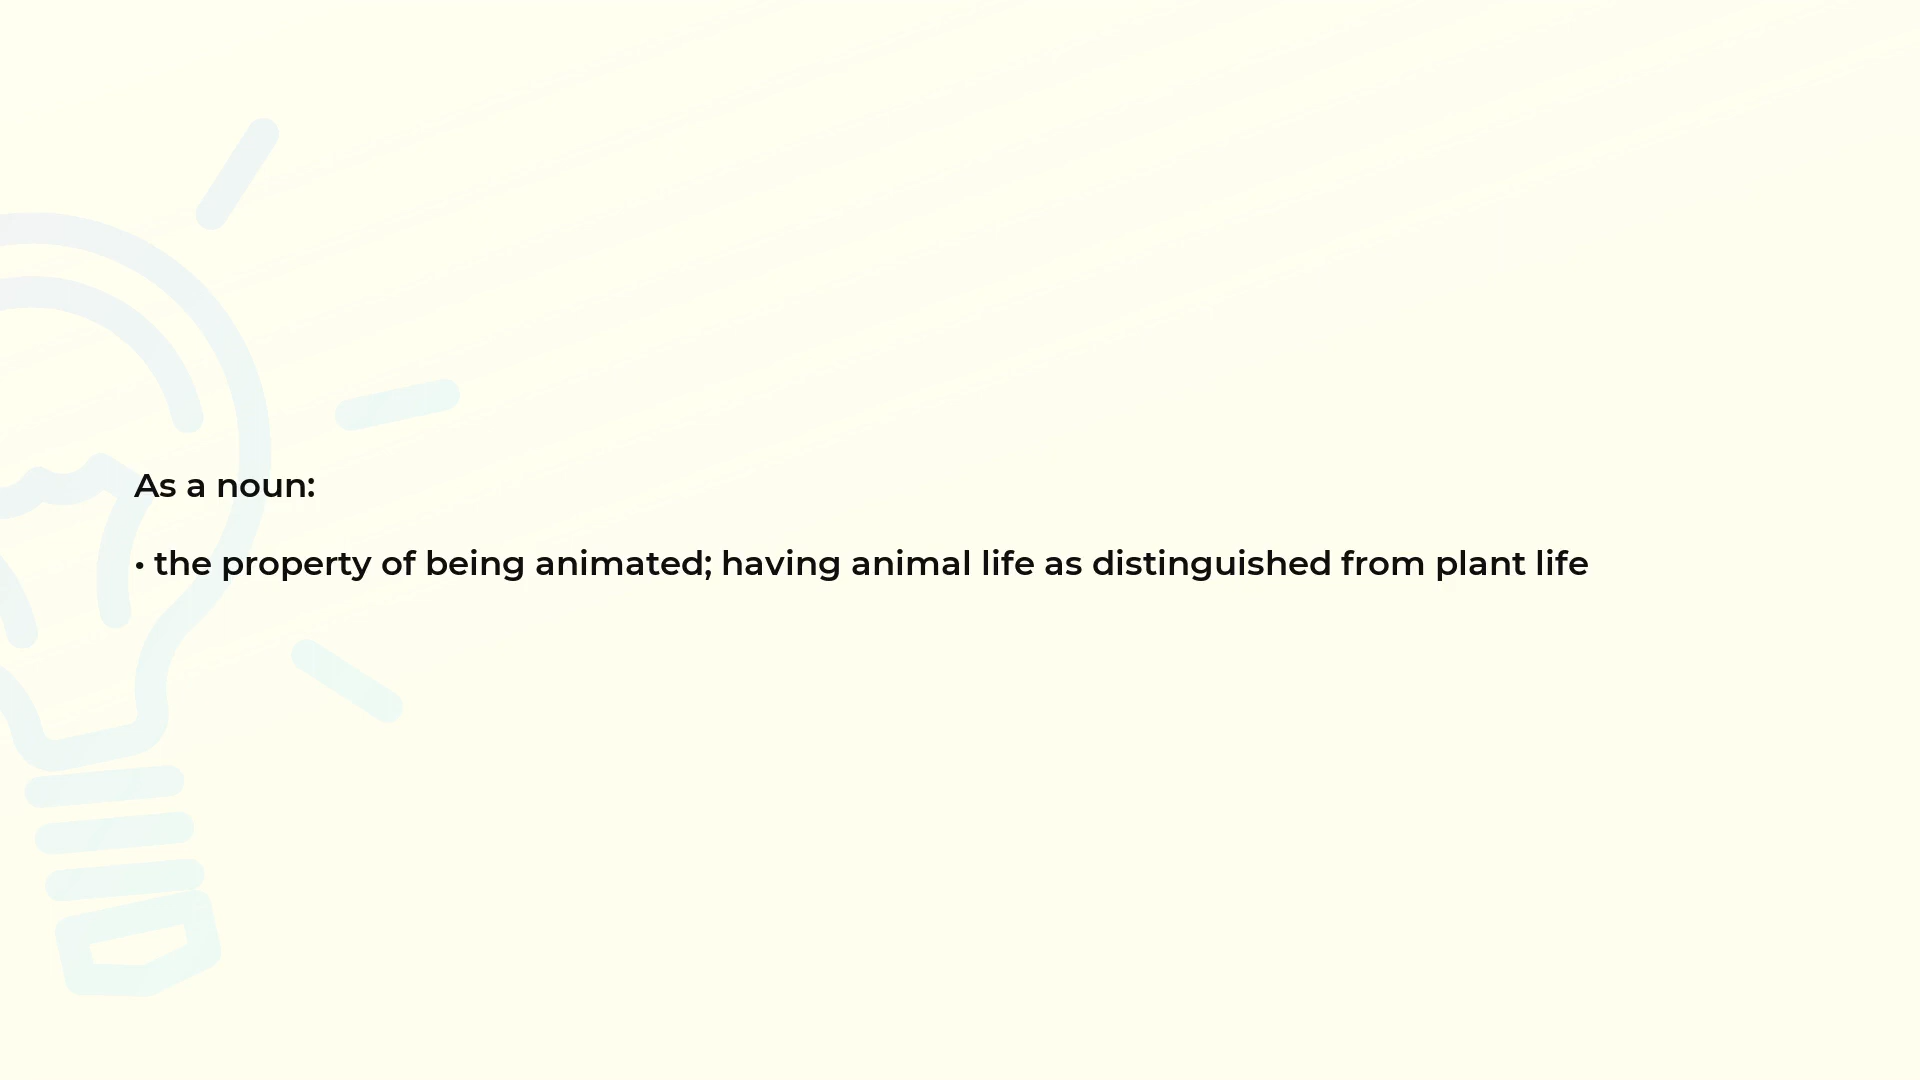 As a noun:
• the property of being animated; having animal life as distinguished from plant life